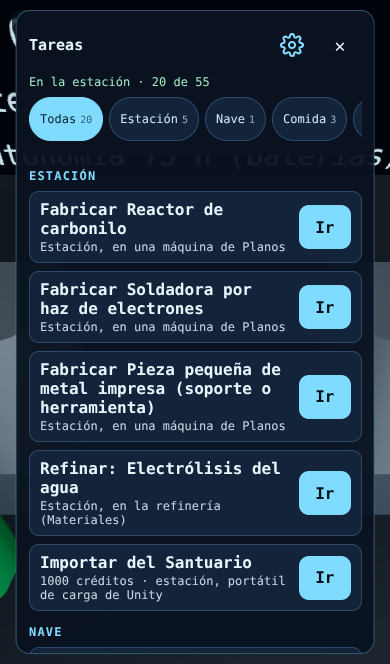 Tareas
×
En la estación · 20 de 55
Todas 20
Estación 5
Nave 1
Comida 3
ESTACIÓN
Fabricar Reactor de
carbonilo
Estación, en una máquina de Planos
Ir
Fabricar Soldadora por
haz de electrones
Estación, en una máquina de Planos
Ir
Fabricar Pieza pequeña de
metal impresa (soporte o
herramienta)
Estación, en una máquina de Planos
Ir
Refinar: Electrólisis del
agua
Estación, en la refinería
(Materiales)
Ir
Importar del Santuario
1000 créditos · estación, portátil
de carga de Unity
Ir
NAVE